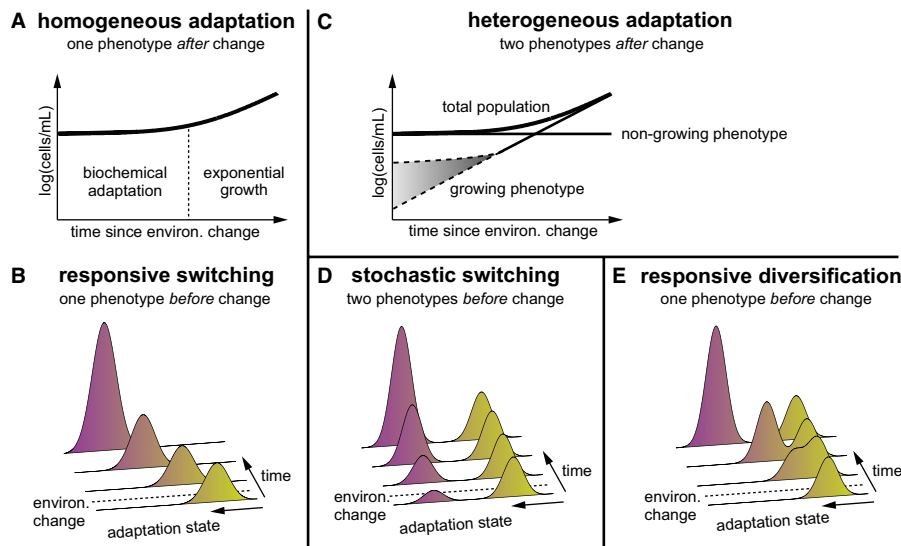 A homogeneous adaptation
one phenotype after change
log(cells/mL)
biochemical
adaptation
exponential
growth
time since environ. change
B responsive switching
one phenotype before change
environ.
change
adaptation state
time
C heterogeneous adaptation
two phenotypes after change
log(cells/mL)
total population
non-growing phenotype
growing phenotype
time since environ. change
D stochastic switching
two phenotypes before change
environ.
change
adaptation state
time
E responsive diversification
one phenotype before change
environ.
change
adaptation state
time